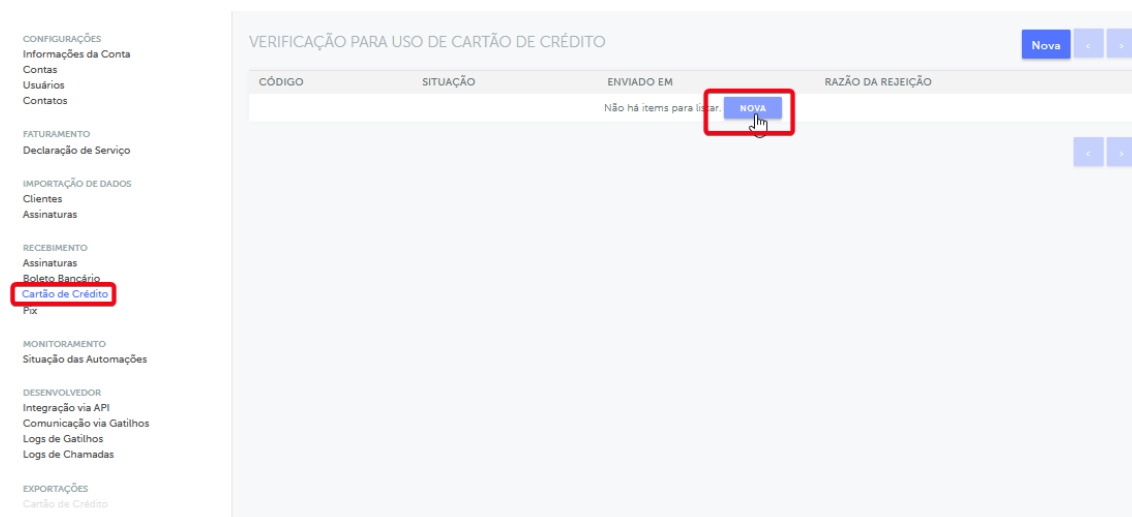 CONFIGURAÇÕES
Informações da Conta
Contas
Usuários
Contatos
FATURAMENTO
Declaração de Serviço
IMPORTAÇÃO DE DADOS
Clientes
Assinaturas
RECEBIMENTO
Assinaturas
Boleto Bancário
Cartão de Crédito
Pix
MONITORAMENTO
Situação das Automações
DESENVOLVEDOR
Integração via API
Comunicação via Gatilhos
Logs de Gatilhos
Logs de Chamadas
EXPORTAÇÕES
Cartão de Crédito
VERIFICAÇÃO PARA USO DE CARTÃO DE CRÉDITO
Nova < >
CÓDIGO SITUAÇÃO ENVIADO EM RAZÃO DA REJEIÇÃO
Não há items para listar. NOVA
< >